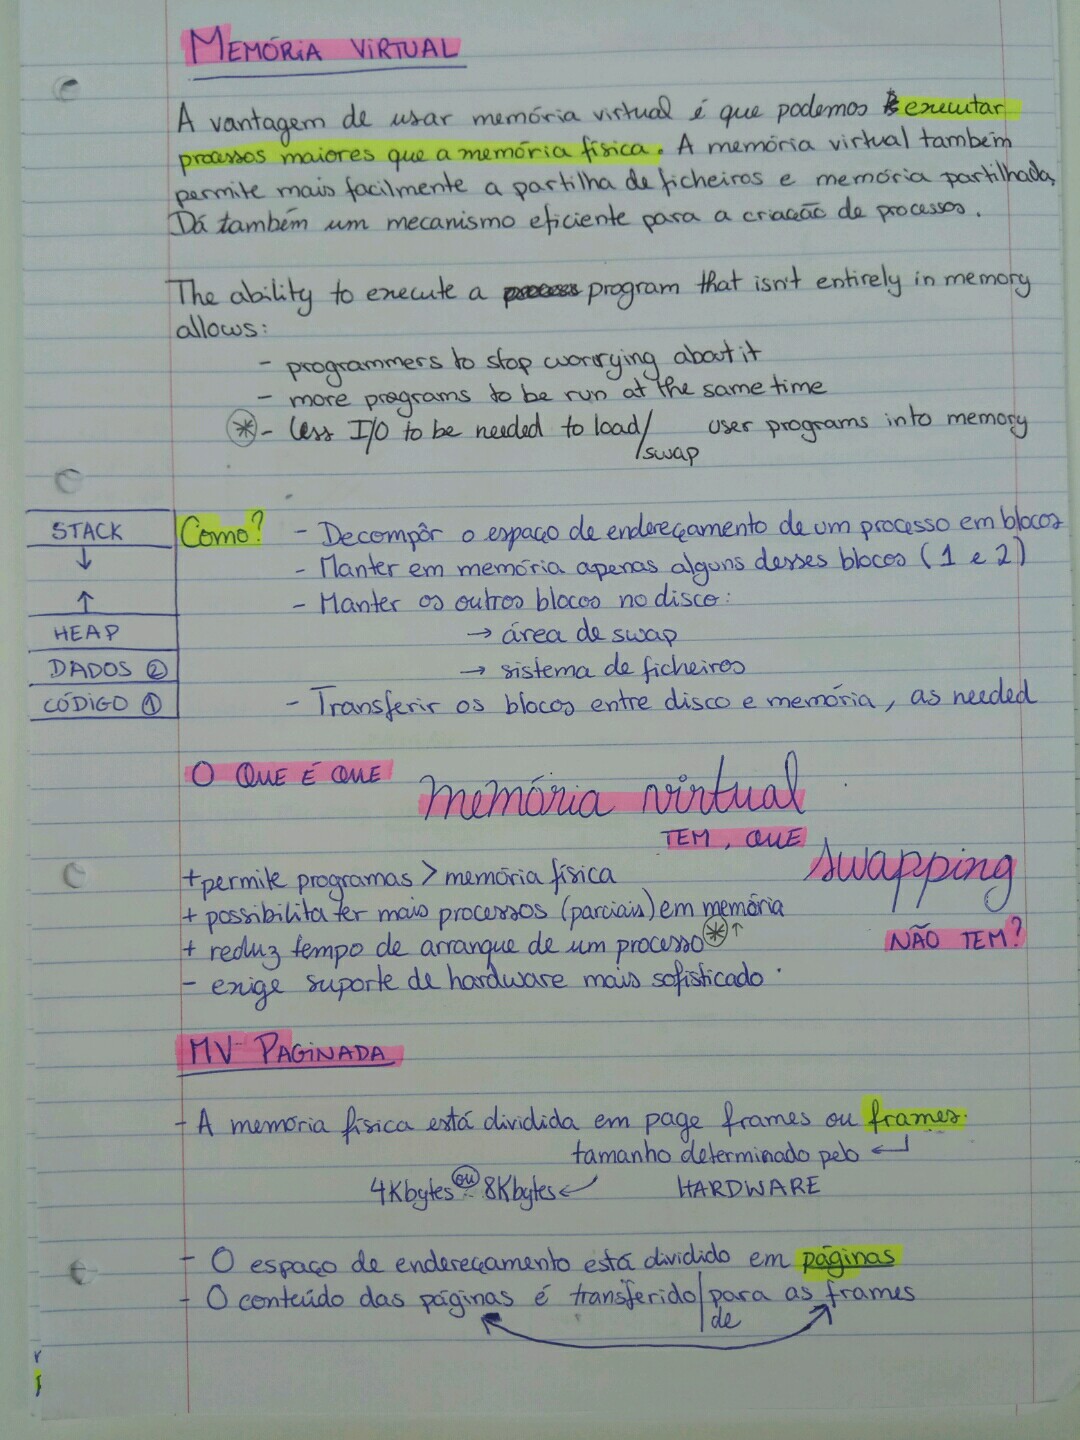 MEMÓRIA VIRTUAL
A vantagem de usar memória virtual é que podemos executar
processos maiores que a memória física. A memória virtual também
permite mais facilmente a partilha de ficheiros e memória partilhada,
Dá também um mecanismo eficiente para a criação de processos.
The ability to execute a process program that isn't entirely in memory
allows:
- programmers to stop worrying about it
- more programs to be run at the same time
* - less I/O to be needed to load/ user programs into memory
swap
STACK
↓
↑
HEAP
DADOS 2
CÓDIGO 1
Como? - Decompôr o espaço de endereçamento de um processo em blocos
- Manter em memória apenas alguns desses blocos (1 e 2)
- Manter os outros blocos no disco:
→ área de swap
→ sistema de ficheiros
- Transferir os blocos entre disco e memória, as needed
O QUE É QUE
memória virtual
TEM, QUE
swapping
NÃO TEM?
+ permite programas > memória física
+ possibilita ter mais processos (parciais) em memória
+ reduz tempo de arranque de um processo * ↑
- exige suporte de hardware mais sofisticado.
MV PAGINADA
- A memória física está dividida em page frames ou frames.
tamanho determinado pelo ←
4Kbytes ou 8Kbytes ← HARDWARE
- O espaço de endereçamento está dividido em páginas
- O conteúdo das páginas é transferido/para as frames
de